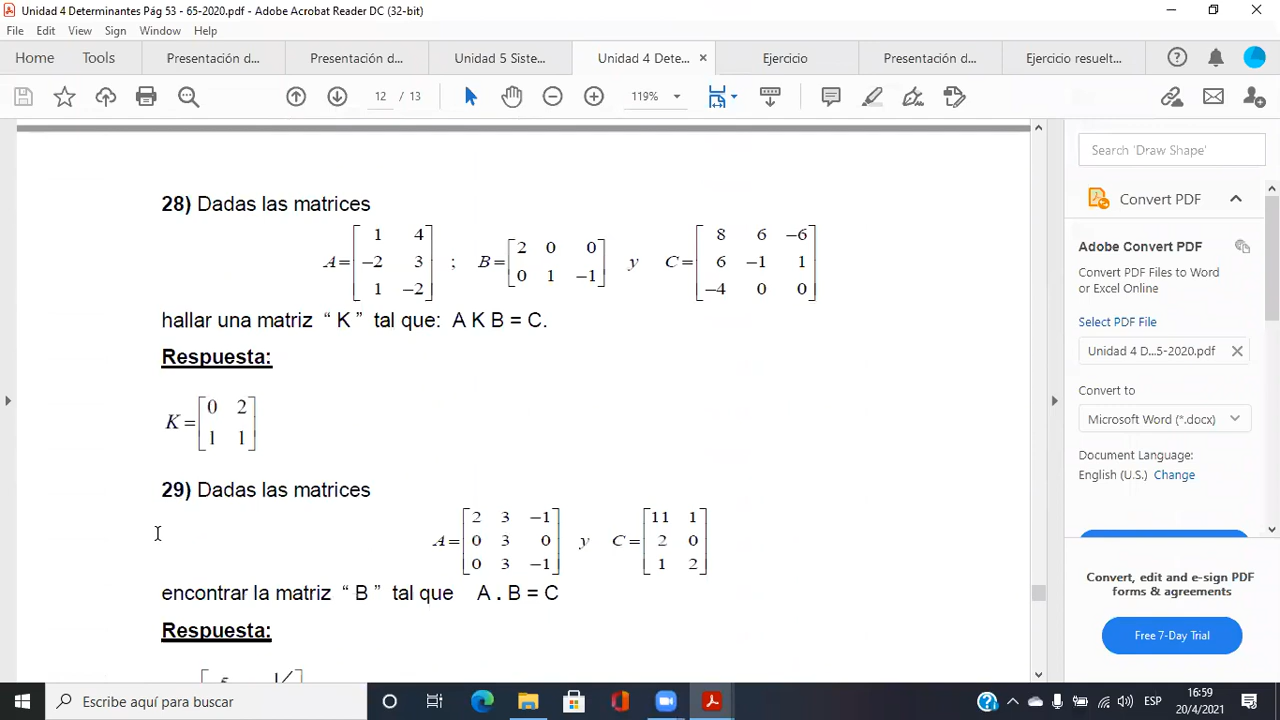 Unidad 4 Determinantes Pág 53 - 65-2020.pdf - Adobe Acrobat Reader DC (32-bit)
File Edit View Sign Window Help
Home Tools Presentación d... Presentación d... Unidad 5 Siste... Unidad 4 Dete... × Ejercicio Presentación d... Ejercicio resuelt...
12 / 13 119%
28) Dadas las matrices
A= [ 1 4 ; B= [ 2 0 0 y C= [ 8 6 −6
−2 3 0 1 −1 ] 6 −1 1
1 −2 ] −4 0 0 ]
hallar una matriz “ K ” tal que: A K B = C.
Respuesta:
K= [ 0 2
1 1 ]
29) Dadas las matrices
A= [ 2 3 −1 y C= [ 11 1
0 3 0 2 0
0 3 −1 ] 1 2 ]
encontrar la matriz “ B ” tal que A . B = C
Respuesta:
Search 'Draw Shape'
Convert PDF
Adobe Convert PDF
Convert PDF Files to Word
or Excel Online
Select PDF File
Unidad 4 D...5-2020.pdf ×
Convert to
Microsoft Word (*.docx)
Document Language:
English (U.S.) Change
Convert, edit and e-sign PDF
forms & agreements
Free 7-Day Trial
Escribe aquí para buscar
ESP
16:59
20/4/2021